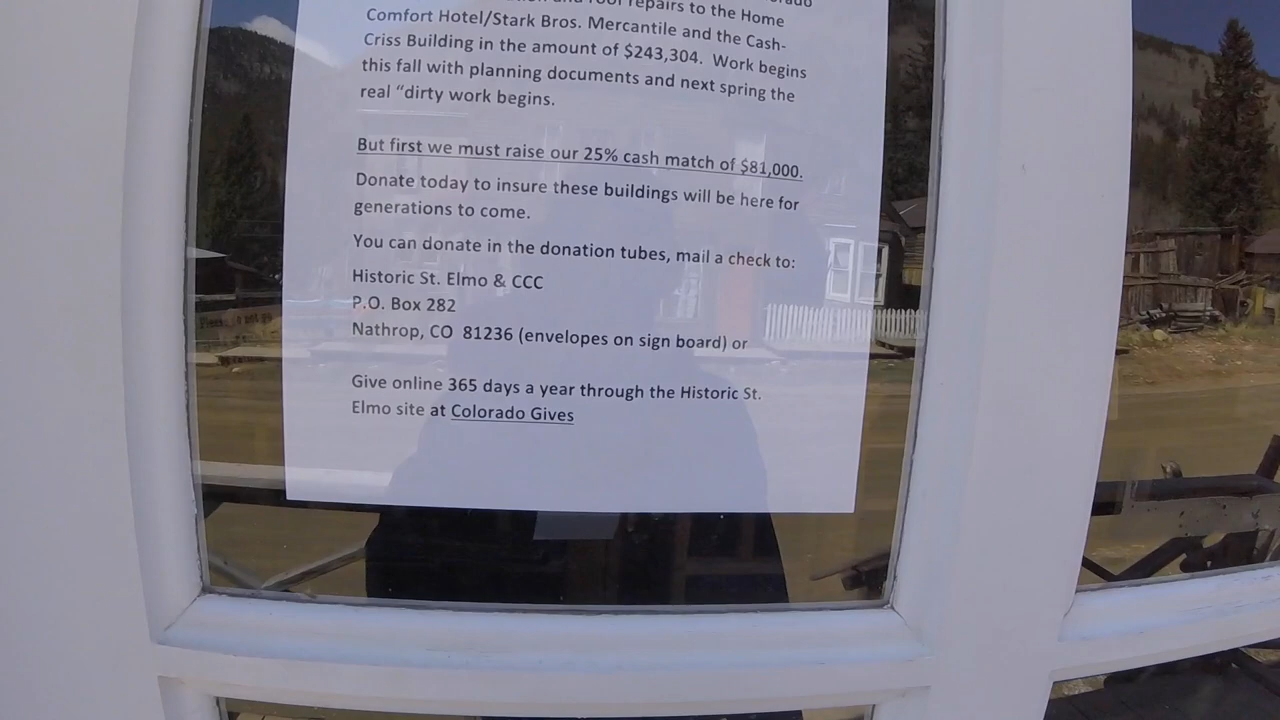 repairs to the Home
Comfort Hotel/Stark Bros. Mercantile and the Cash-
Criss Building in the amount of $243,304. Work begins
this fall with planning documents and next spring the
real “dirty work begins.
But first we must raise our 25% cash match of $81,000.
Donate today to insure these buildings will be here for
generations to come.
You can donate in the donation tubes, mail a check to:
Historic St. Elmo & CCC
P.O. Box 282
Nathrop, CO 81236 (envelopes on sign board) or
Give online 365 days a year through the Historic St.
Elmo site at Colorado Gives